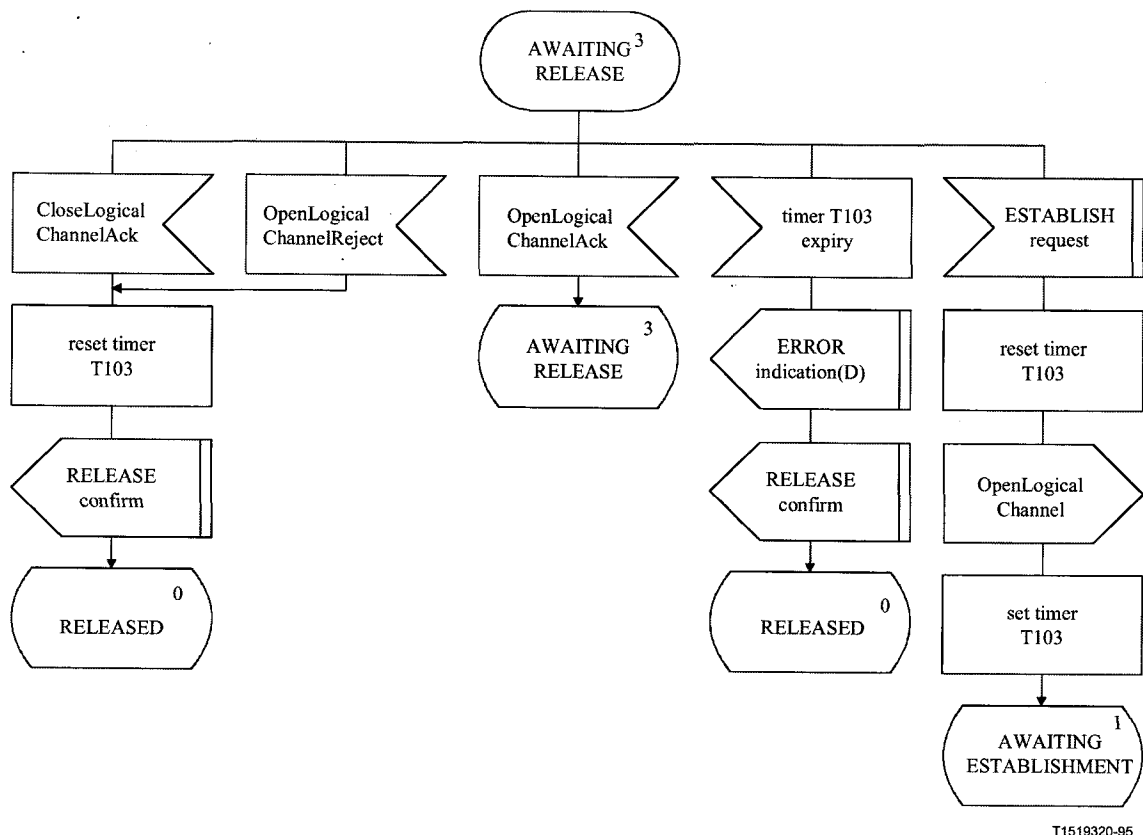 AWAITING 3
RELEASE
CloseLogical
ChannelAck
OpenLogical
ChannelReject
OpenLogical
ChannelAck
timer T103
expiry
ESTABLISH
request
reset timer
T103
3
AWAITING
RELEASE
ERROR
indication(D)
reset timer
T103
RELEASE
confirm
RELEASE
confirm
OpenLogical
Channel
0
RELEASED
0
RELEASED
set timer
T103
1
AWAITING
ESTABLISHMENT
T1519320-95